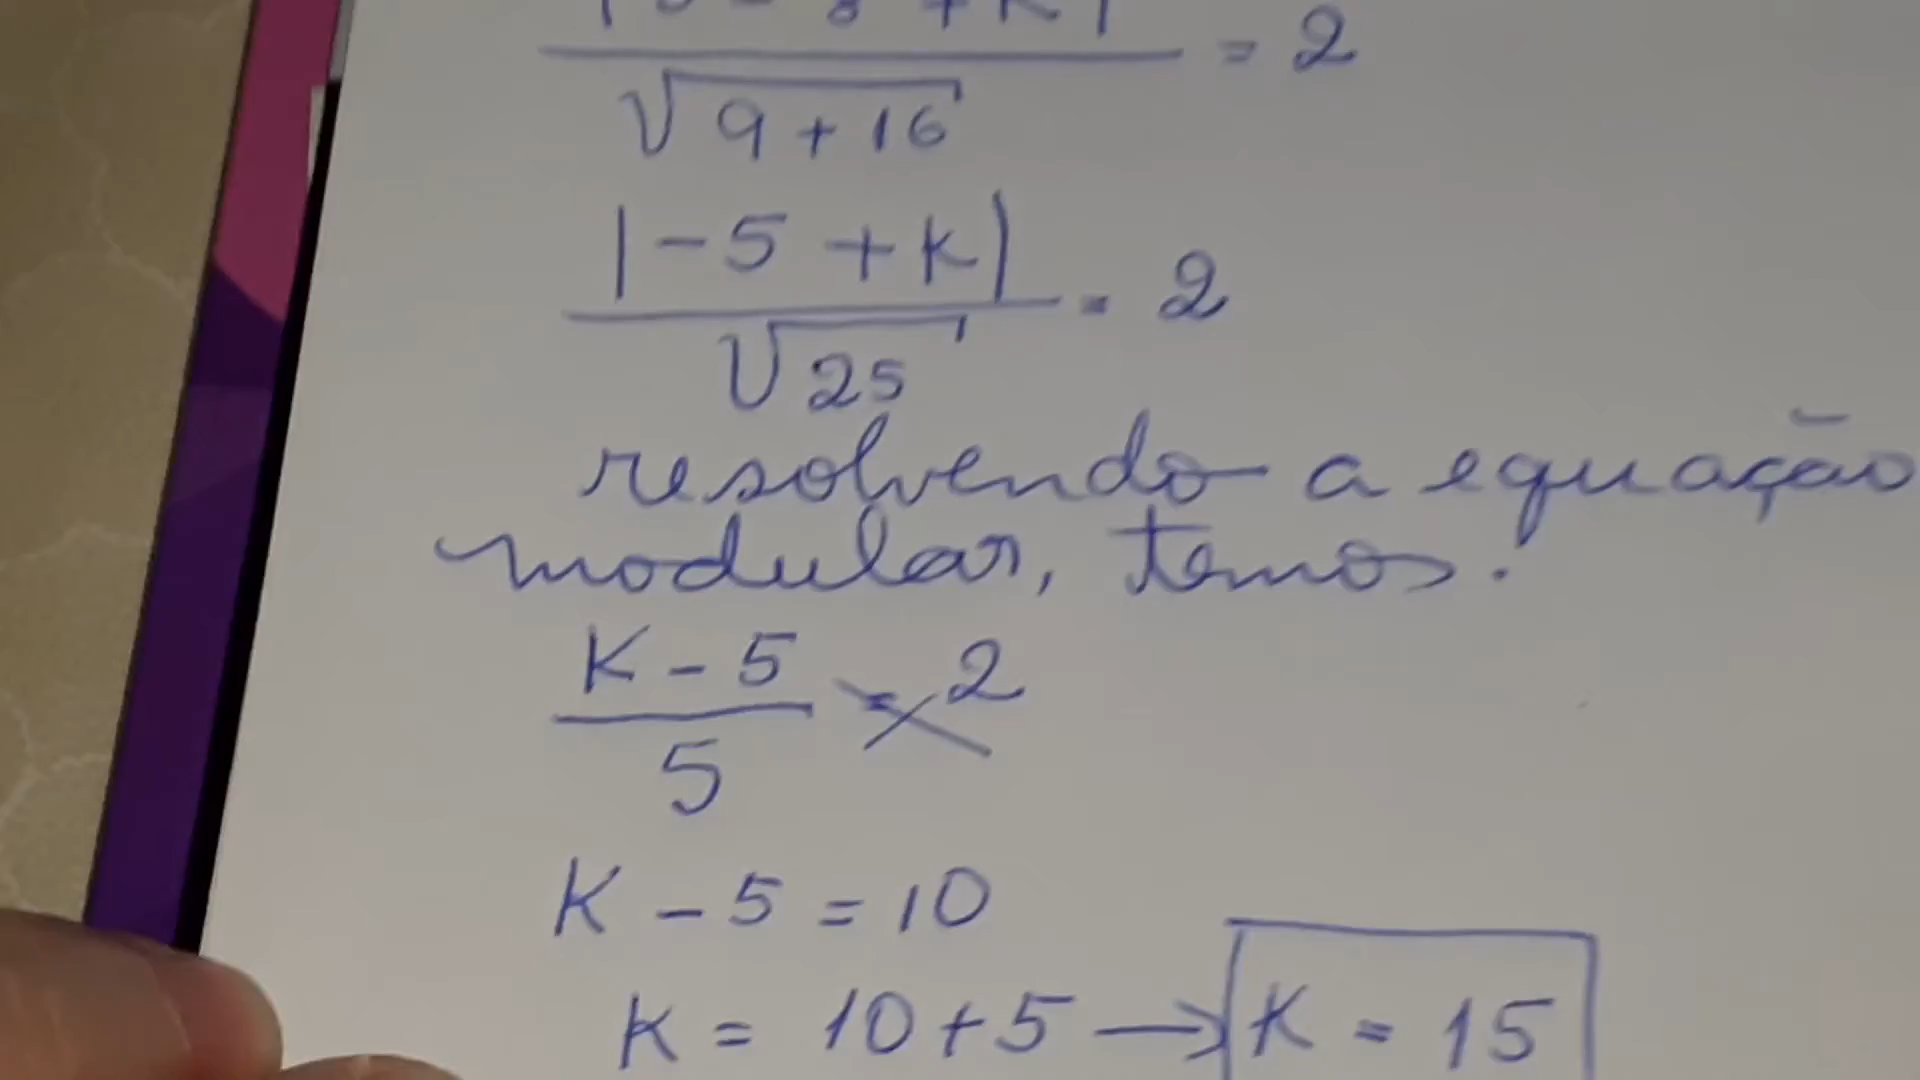 = 2
√9 + 16
|-5 + K| = 2
√25
resolvendo a equação
modular, temos.
K - 5 = 2
5
K - 5 = 10
K = 10 + 5 → K = 15